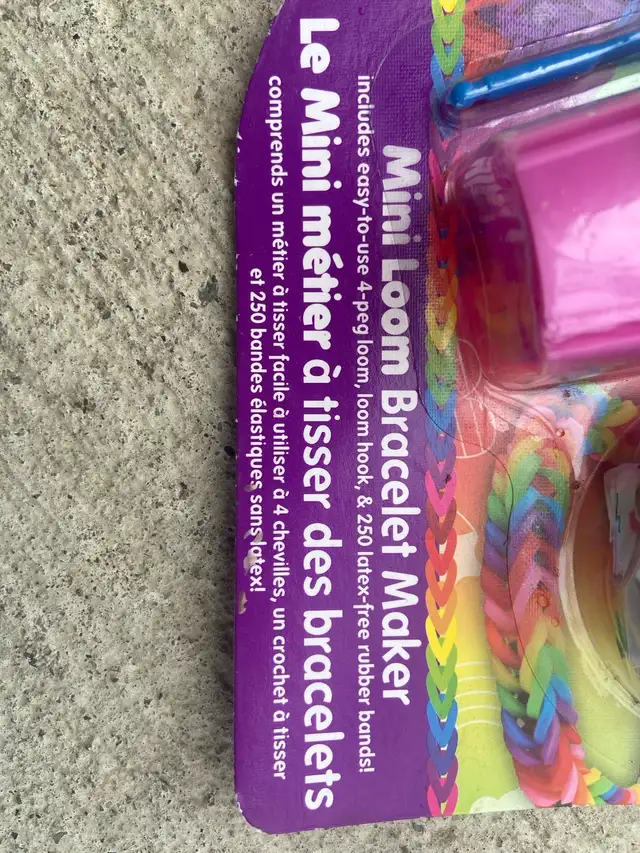 Mini Loom Bracelet Maker
includes easy-to-use 4-peg loom, loom hook, & 250 latex-free rubber bands!
Le Mini métier à tisser des bracelets
comprends un métier à tisser facile à utiliser à 4 chevilles, un crochet à tisser
et 250 bandes élastiques sans latex!